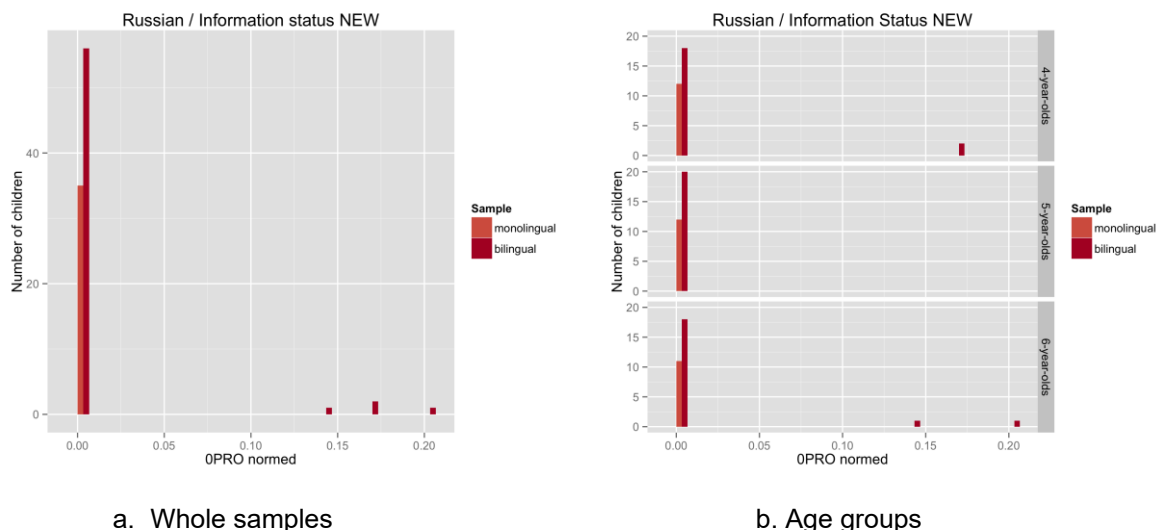 Russian / Information status NEW
Number of children
40
20
0
0.00 0.05 0.10 0.15 0.20
0PRO normed
Sample
monolingual
bilingual
a. Whole samples
Russian / Information Status NEW
Number of children
20
15
10
5
0
4-year-olds
20
15
10
5
0
5-year-olds
20
15
10
5
0
6-year-olds
0.00 0.05 0.10 0.15 0.20
0PRO normed
Sample
monolingual
bilingual
b. Age groups